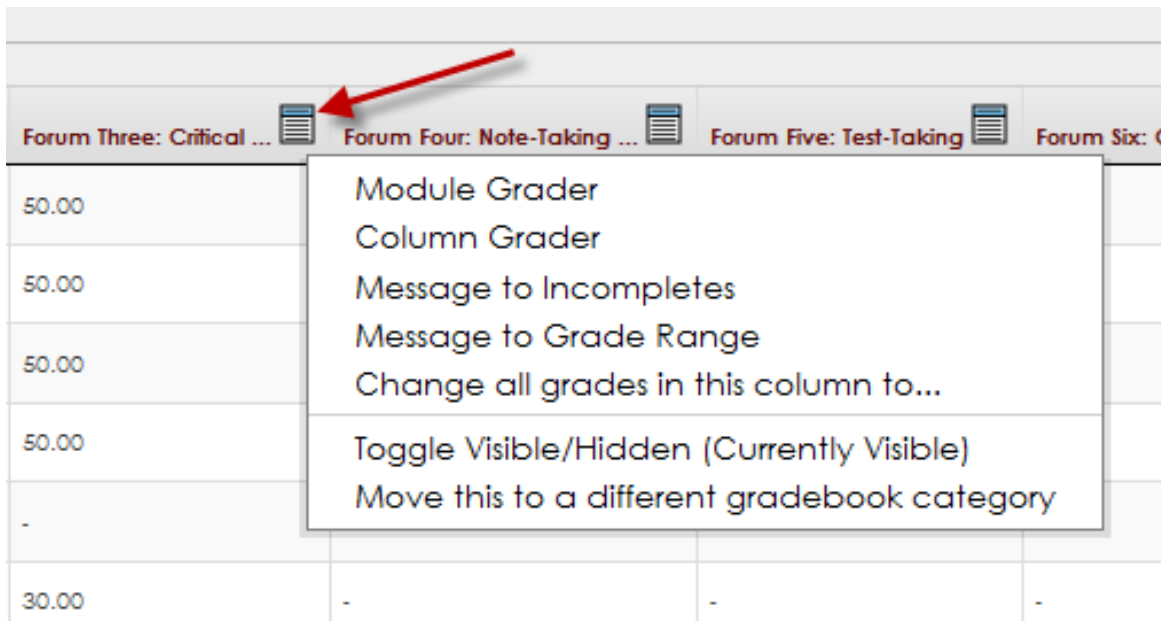 Forum Three: Critical ... Forum Four: Note-Taking ... Forum Five: Test-Taking Forum Six:
50.00
Module Grader
Column Grader
50.00
Message to Incompletes
Message to Grade Range
50.00
Change all grades in this column to...
50.00
Toggle Visible/Hidden (Currently Visible)
Move this to a different gradebook category
-
30.00 - - -